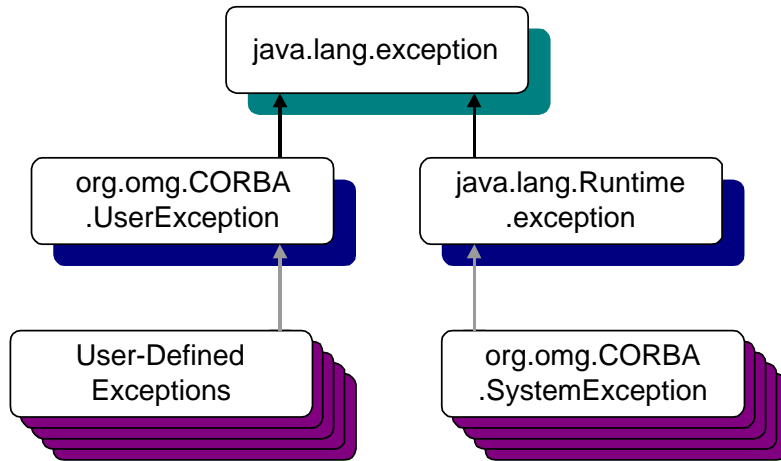 java.lang.exception
org.omg.CORBA
.UserException
java.lang.Runtime
.exception
User-Defined
Exceptions
org.omg.CORBA
.SystemException